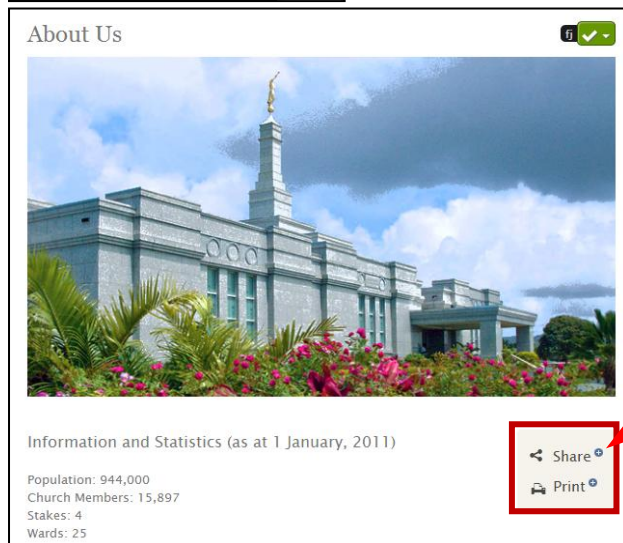 About Us
fj
Information and Statistics (as at 1 January, 2011)
Share
Print
Population: 944,000
Church Members: 15,897
Stakes: 4
Wards: 25